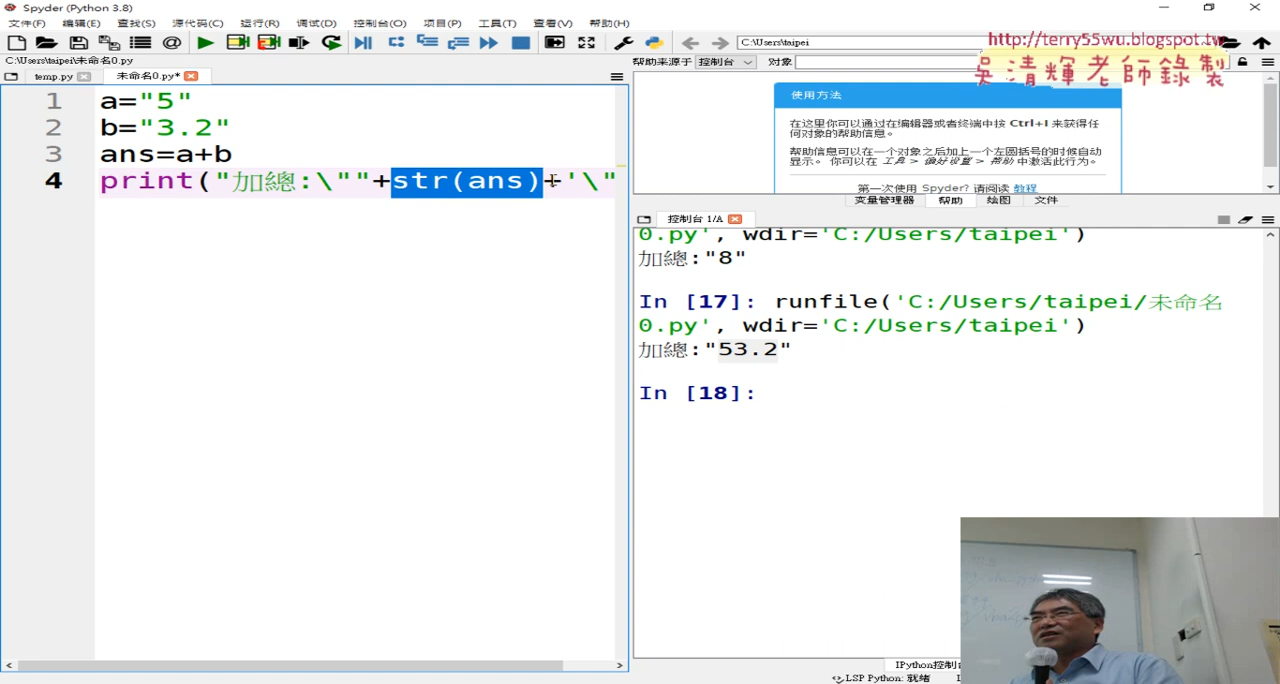 Spyder (Python 3.8)
文件(F) 编辑(E) 查找(S) 源代码(C) 运行(R) 调试(D) 控制台(O) 项目(P) 工具(T) 查看(V) 帮助(H)
C:\Users\taipei
http://terry55wu.blogspot.tw
吳清輝老師錄製
C:\Users\taipei\未命名0.py
temp.py 未命名0.py*
帮助来源于 控制台 对象
1 a="5"
2 b="3.2"
3 ans=a+b
4 print("加總:\""+str(ans)+'\"
使用方法
在这里你可以通过在编辑器或者终端中按 Ctrl+I 来获得任
何对象的帮助信息。
帮助信息可以在一个对象之后加上一个左圆括号的时候自动
显示。 你可以在 工具 > 偏好设置 > 帮助 中激活此行为。
第一次使用 Spyder? 请阅读 教程
变量管理器 帮助 绘图 文件
控制台 1/A
0.py', wdir='C:/Users/taipei')
加總:"8"
In [17]: runfile('C:/Users/taipei/未命名
0.py', wdir='C:/Users/taipei')
加總:"53.2"
In [18]:
IPython控制台
LSP Python: 就绪